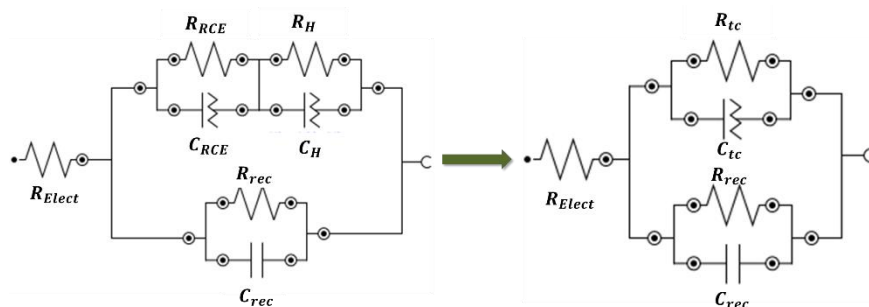 R_RCE
R_H
C_RCE
C_H
R_Elect
R_rec
C_rec
R_tc
C_tc
R_Elect
R_rec
C_rec